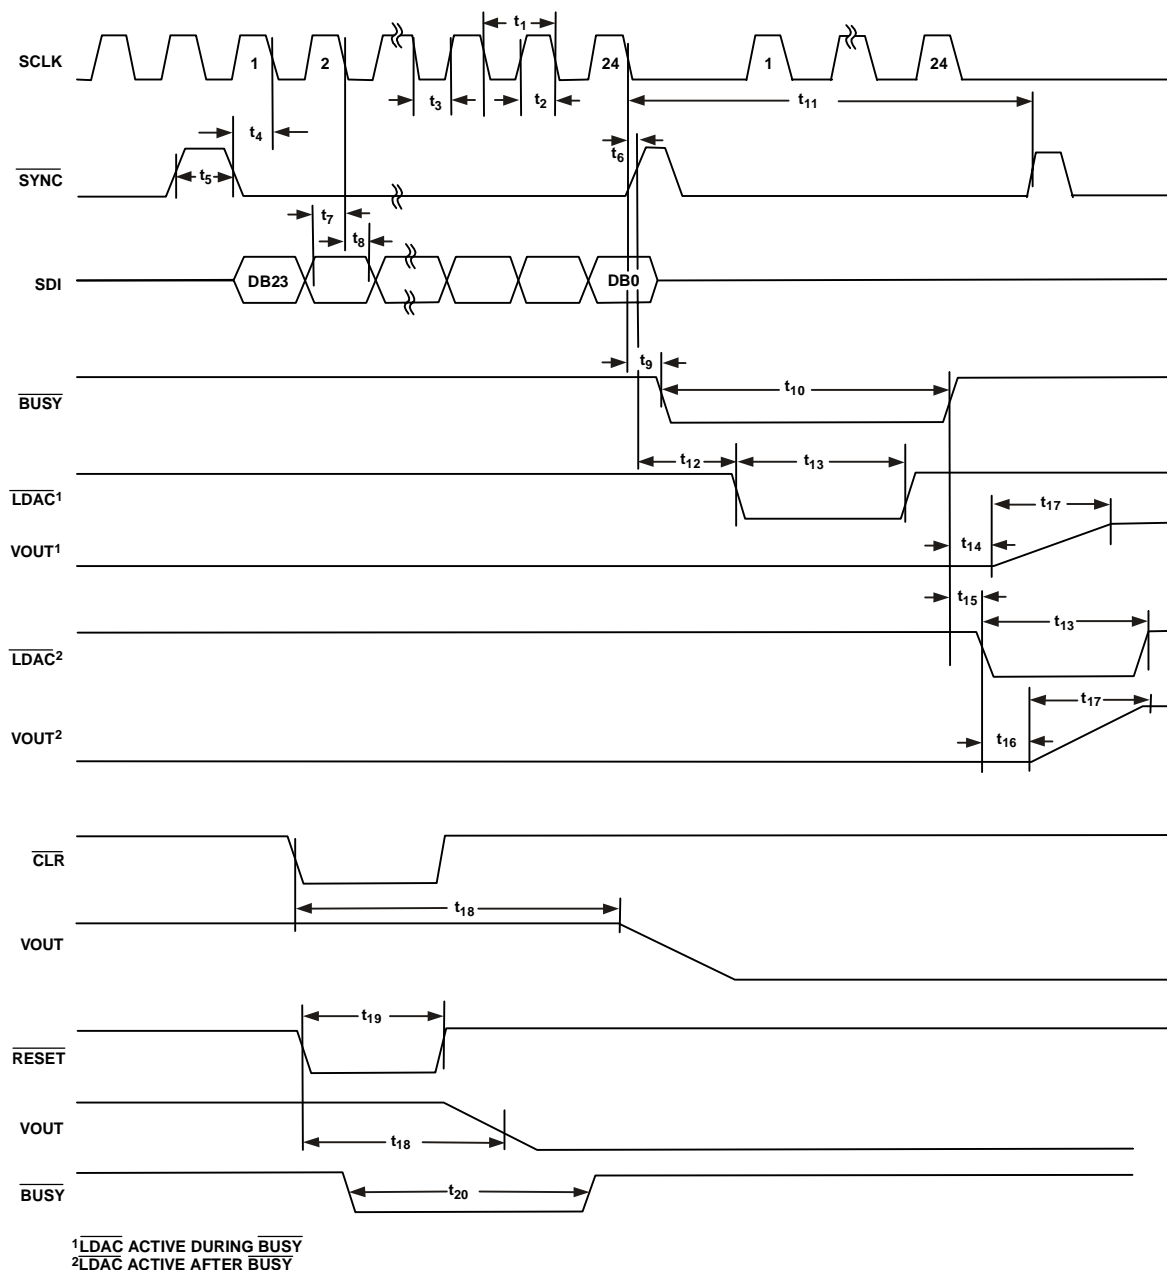 t1
SCLK
1
2
24
1
24
t3
t2
t11
t4
t6
SYNC
t5
t7
t8
SDI
DB23
DB0
t9
t10
BUSY
t12
t13
LDAC1
t17
VOUT1
t14
t15
t13
LDAC2
t17
VOUT2
t16
CLR
t18
VOUT
t19
RESET
VOUT
t18
BUSY
t20
1LDAC ACTIVE DURING BUSY
2LDAC ACTIVE AFTER BUSY